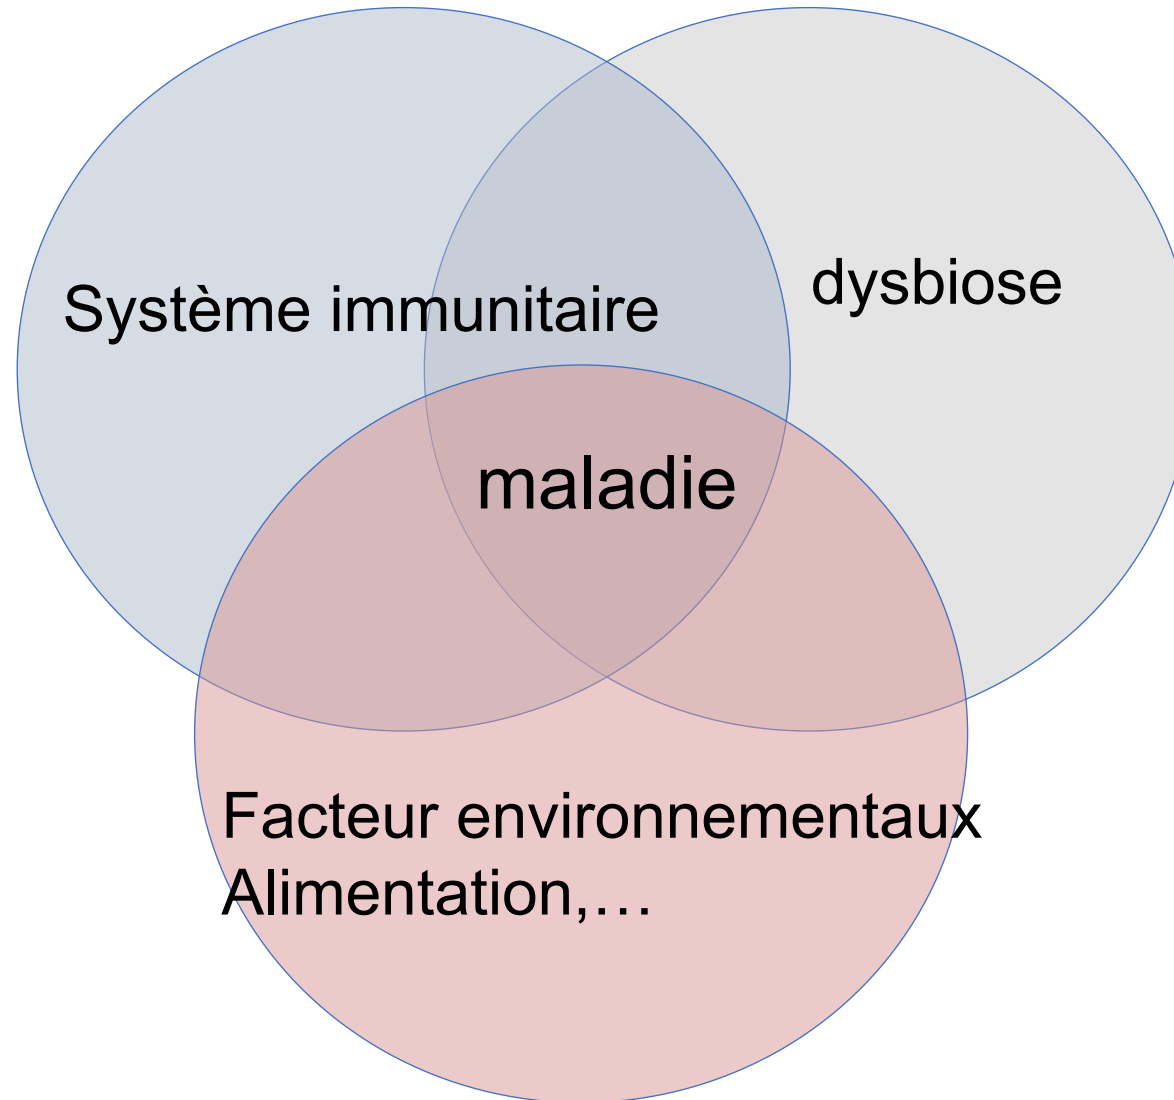 Système immunitaire
dysbiose
maladie
Facteur environnementaux
Alimentation,…